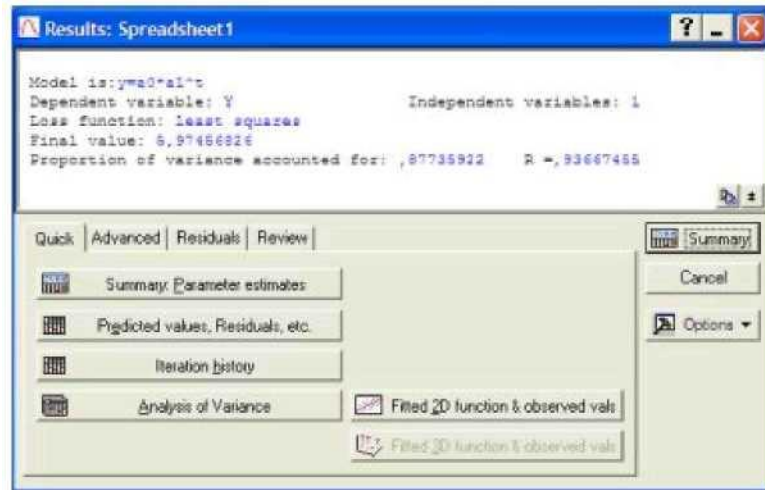 Results: Spreadsheet1
Model is:y=a0*a1^t
Dependent variable: Y Independent variables: 1
Loss function: least squares
Final value:
Proportion of variance accounted for: ,87735922 R =,93667455
Quick Advanced Residuals Review
Summary
Summary: Parameter estimates
Cancel
Predicted values, Residuals, etc.
Options
Iteration history
Analysis of Variance
Fitted 2D function & observed vals
Fitted 3D function & observed vals